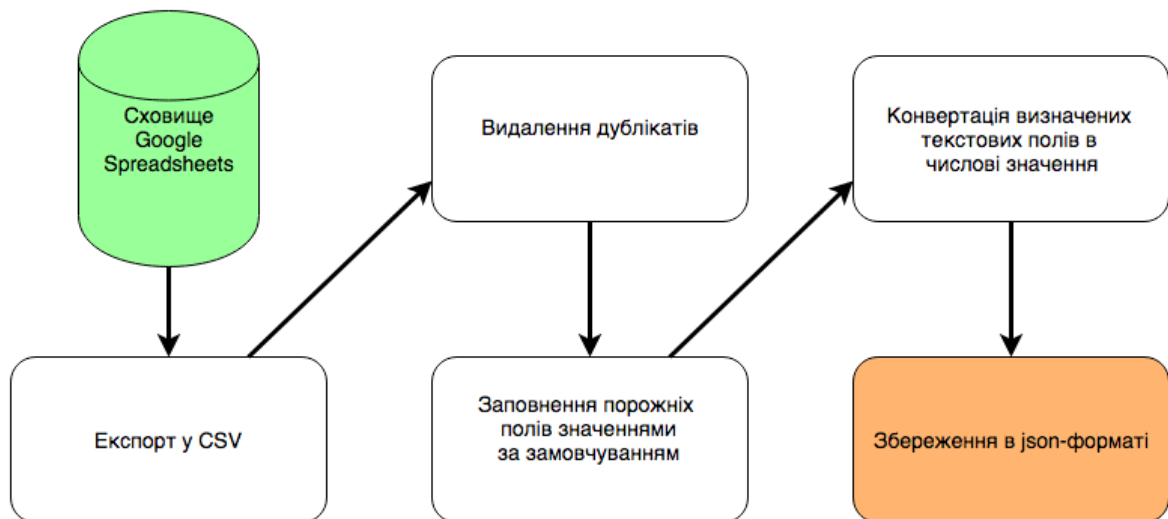 Сховище
Google
Spreadsheets
Експорт у CSV
Видалення дублікатів
Заповнення порожніх
полів значеннями
за замовчуванням
Конвертація визначених
текстових полів в
числові значення
Збереження в json-форматі